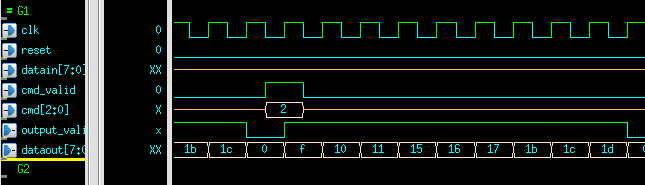 = G1
clk 0
reset 0
datain[7:0] XX
cmd_valid 0
cmd[2:0] X 2
output_vali x
dataout[7:0 XX 1b 1c 0 f 10 11 15 16 17 1b 1c 1d
G2